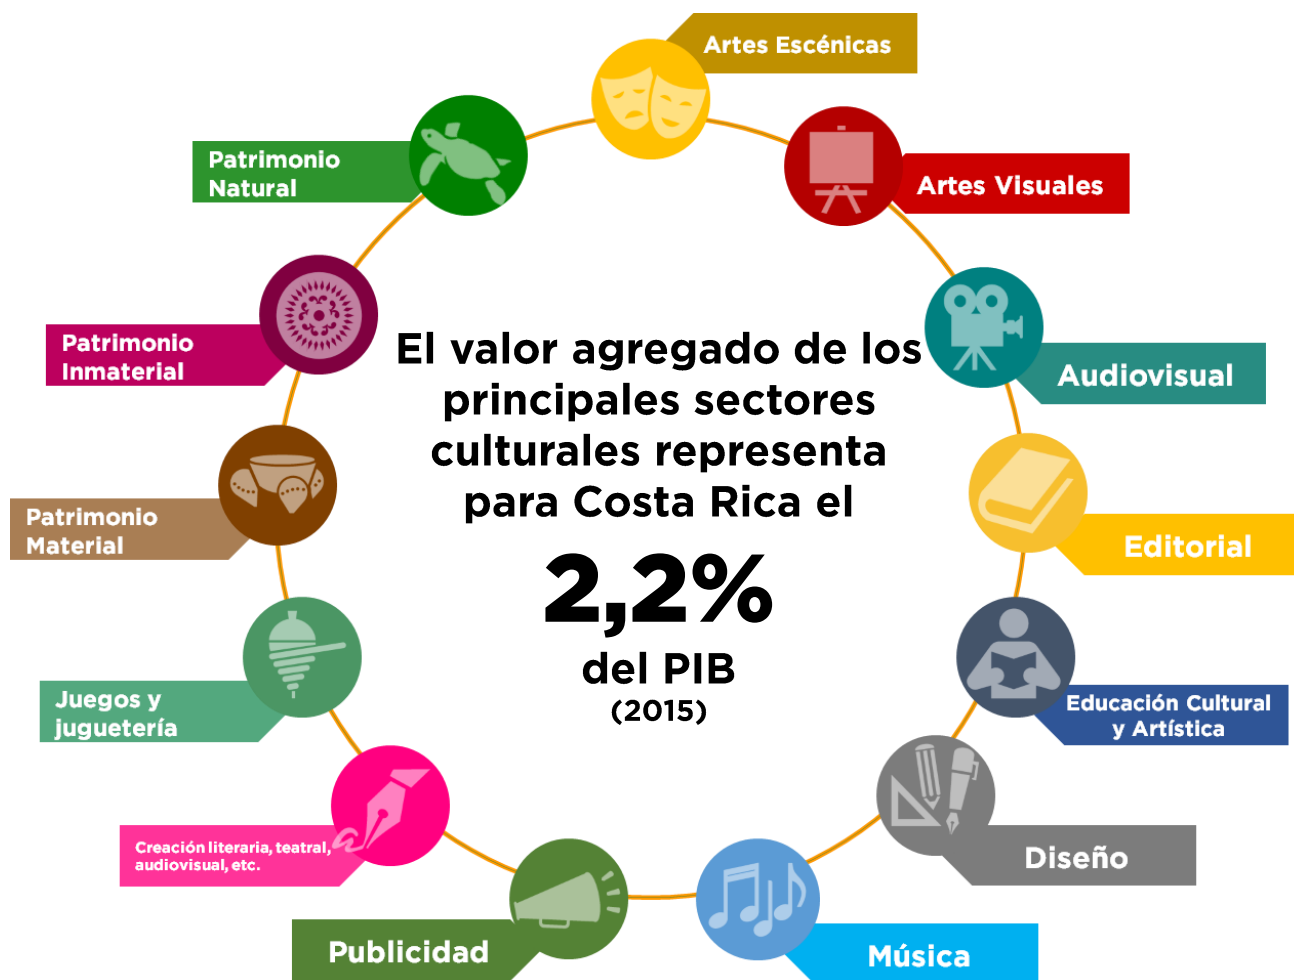 Artes Escénicas
Artes Visuales
Audiovisual
Editorial
Educación Cultural
y Artística
Diseño
Música
Publicidad
Creación literaria, teatral,
audiovisual, etc.
Juegos y
juguetería
Patrimonio
Material
Patrimonio
Inmaterial
Patrimonio
Natural
El valor agregado de los
principales sectores
culturales representa
para Costa Rica el
2,2%
del PIB
(2015)